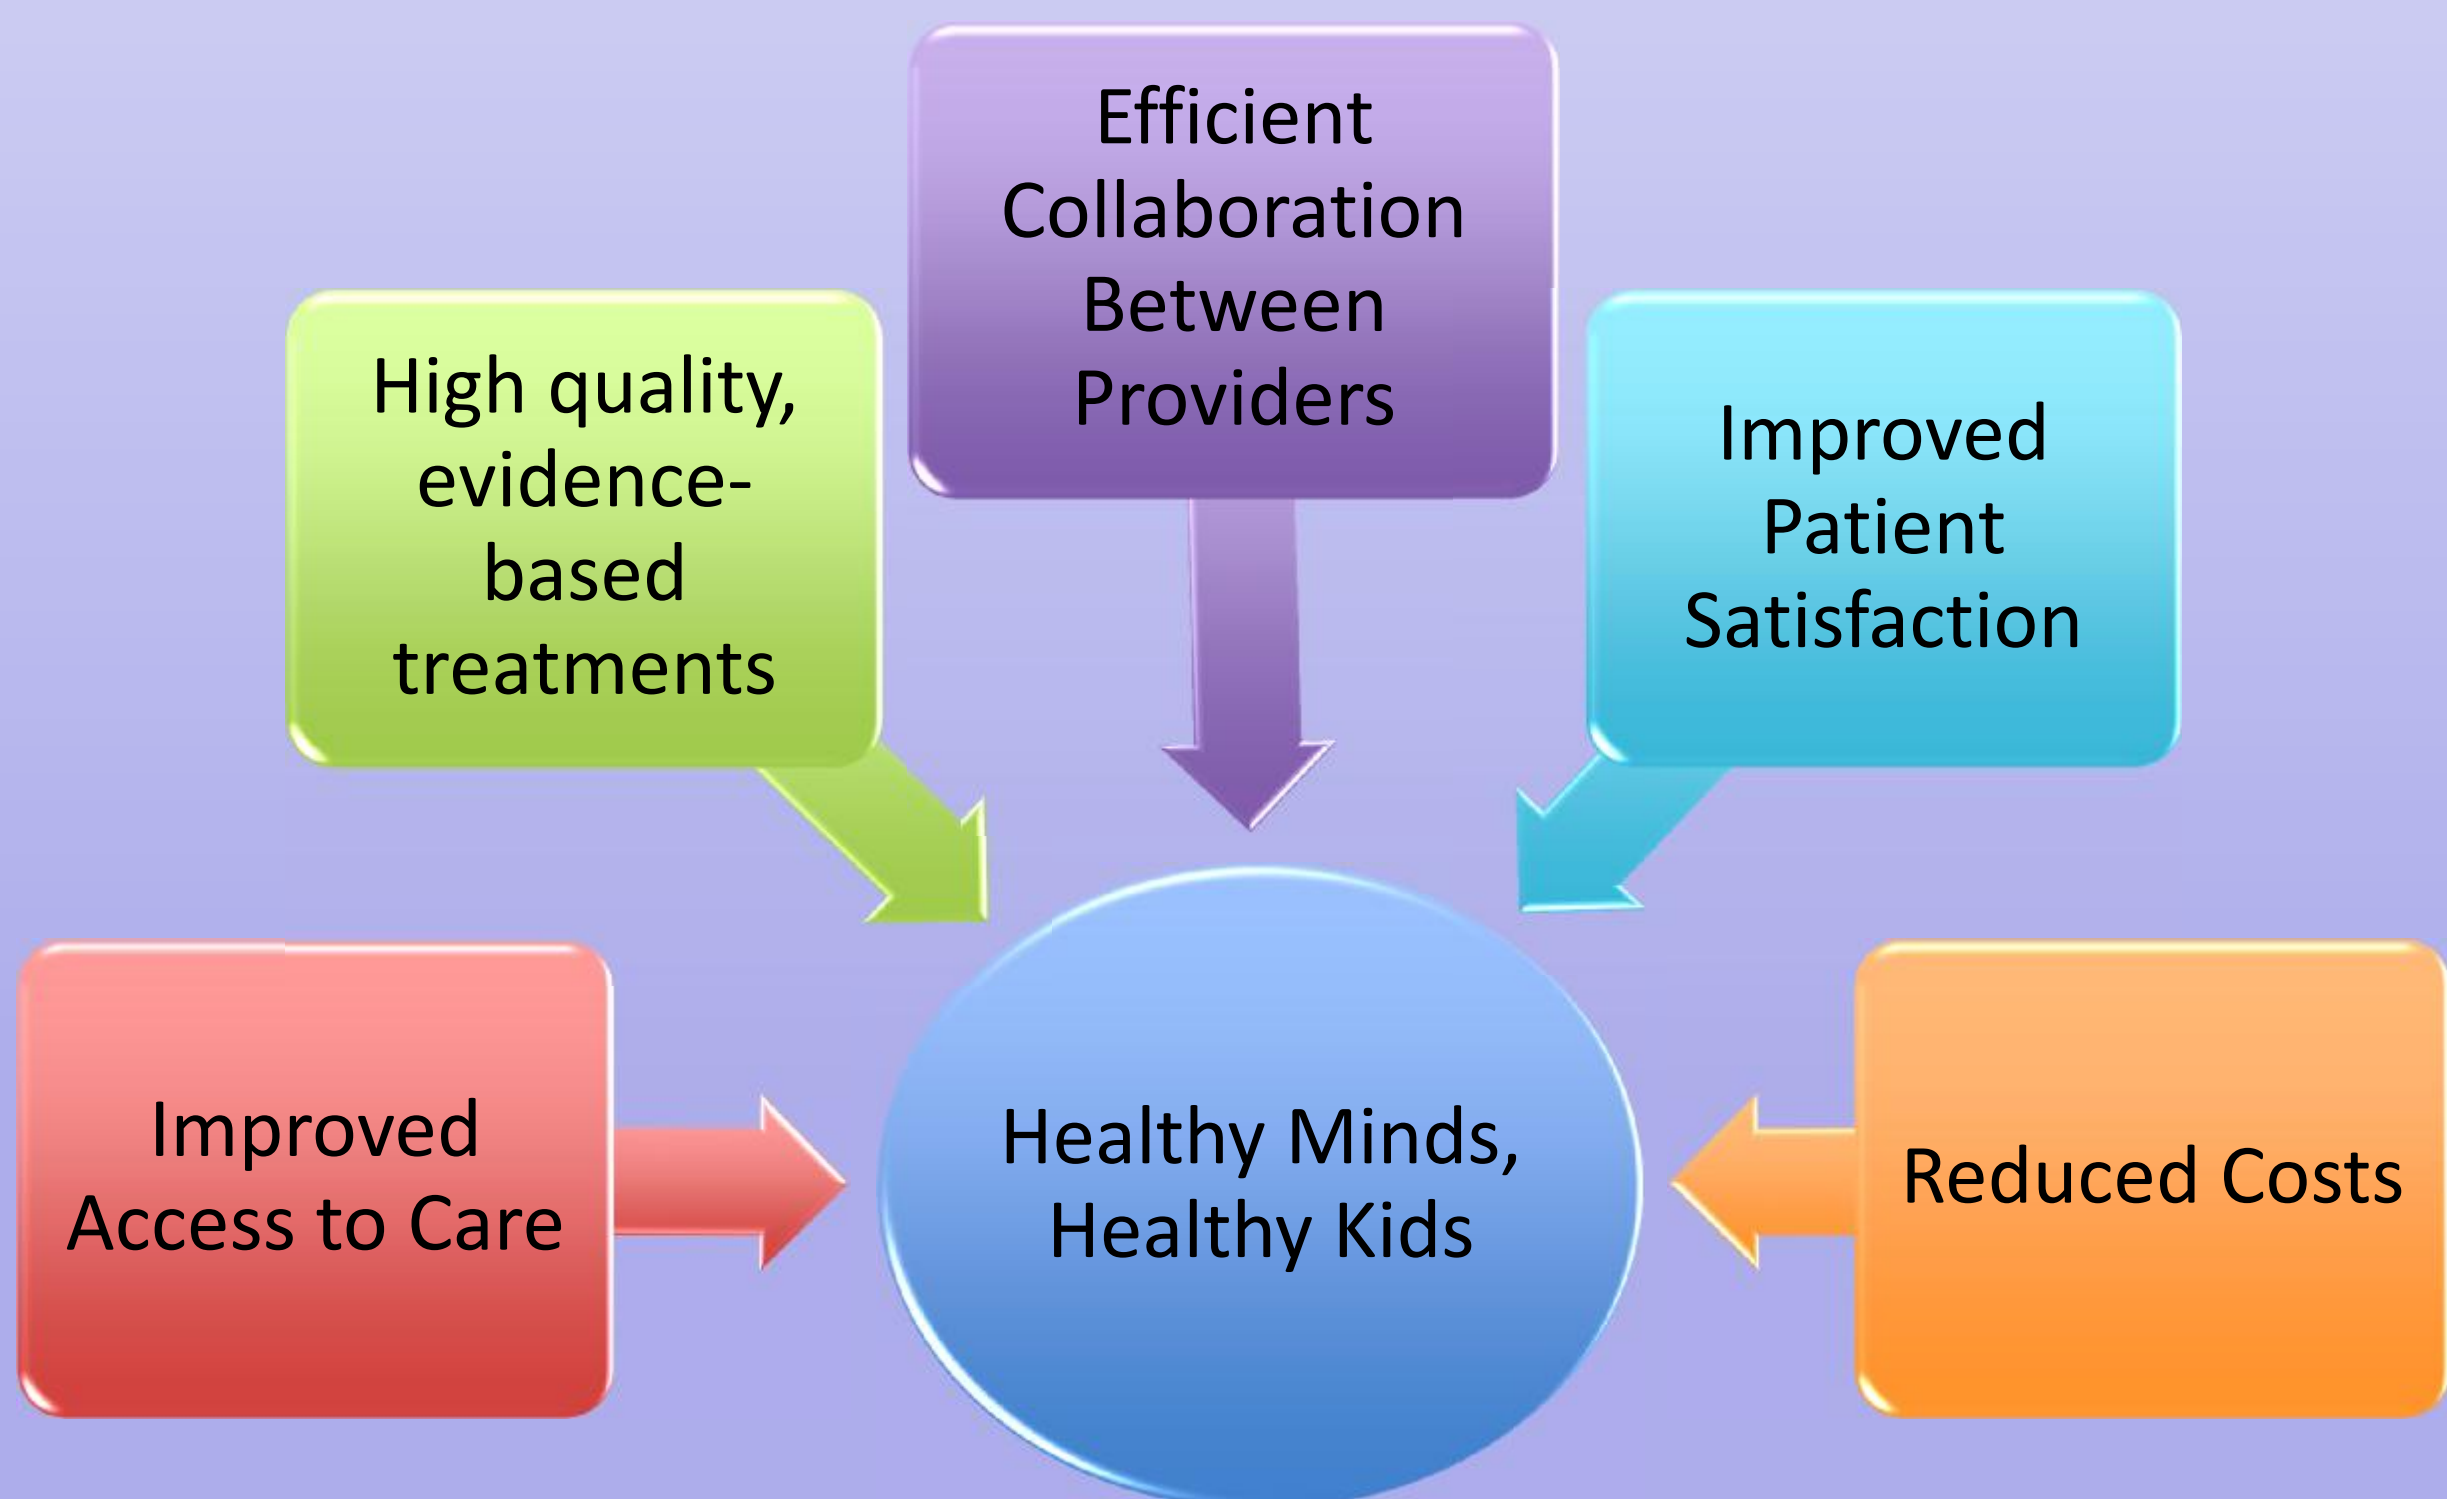 Efficient
Collaboration
Between
Providers
High quality,
evidence-
based
treatments
Improved
Patient
Satisfaction
Improved
Access to Care
Healthy Minds,
Healthy Kids
Reduced Costs